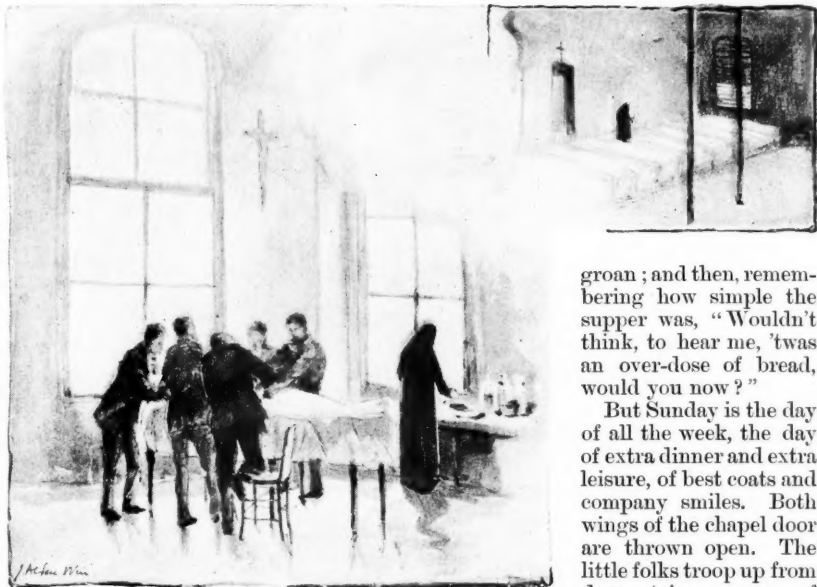 J Alden Weir
groan ; and then, remem-
bering how simple the
supper was, “ Wouldn’t
think, to hear me, ’twas
an over-dose of bread,
would you now ? ”
But Sunday is the day
of all the week, the day
of extra dinner and extra
leisure, of best coats and
company smiles. Both
wings of the chapel door
are thrown open. The
little folks troop up from